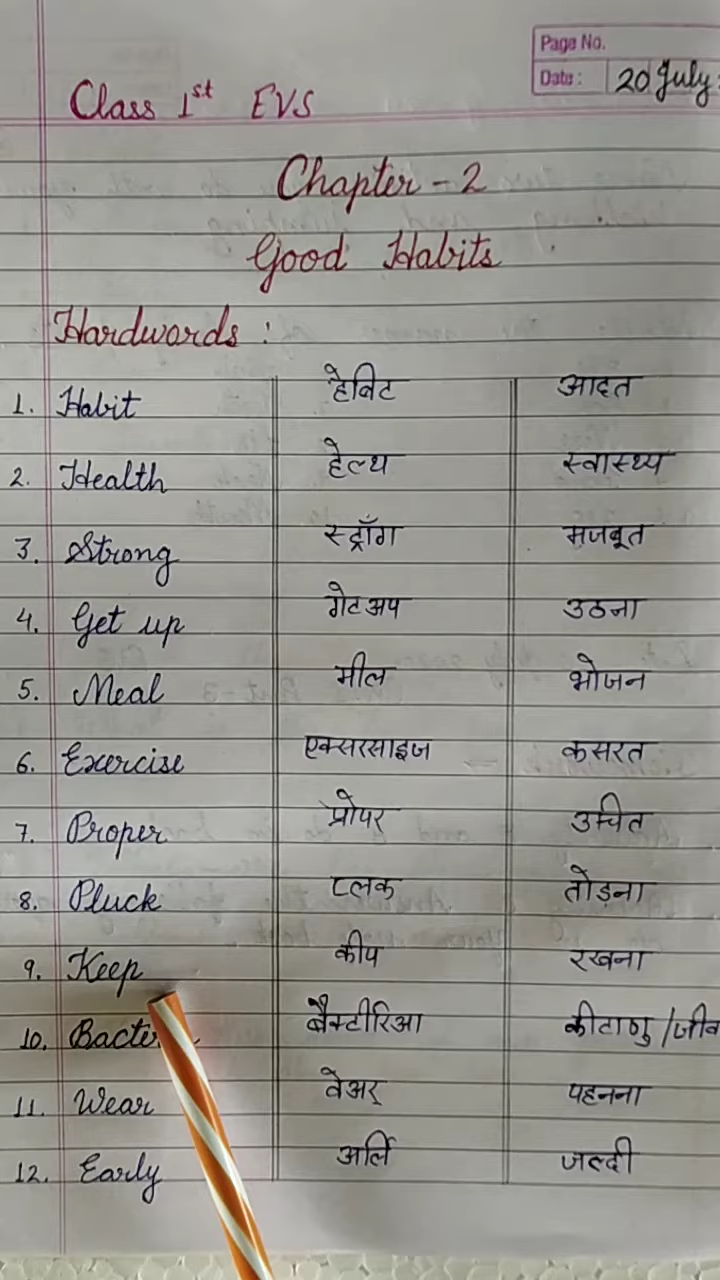 Page No.
Date: 20 July
Class 1st EVS
Chapter - 2
Good Habits
Hardwords :
1. Habit हेबिट आदत
2. Health हेल्थ स्वास्थ्य
3. Strong स्ट्रॉंग मजबूत
4. Get up गेटअप उठना
5. Meal मील भोजन
6. Exercise एक्सरसाइज कसरत
7. Proper प्रोपर् उचित
8. Pluck प्लक् तोड़ना
9. Keep कीप रखना
10. बैक्टीरिआ कीटाणु /
11. Wear वेअर् पहनना
12. Early अर्लि जल्दी